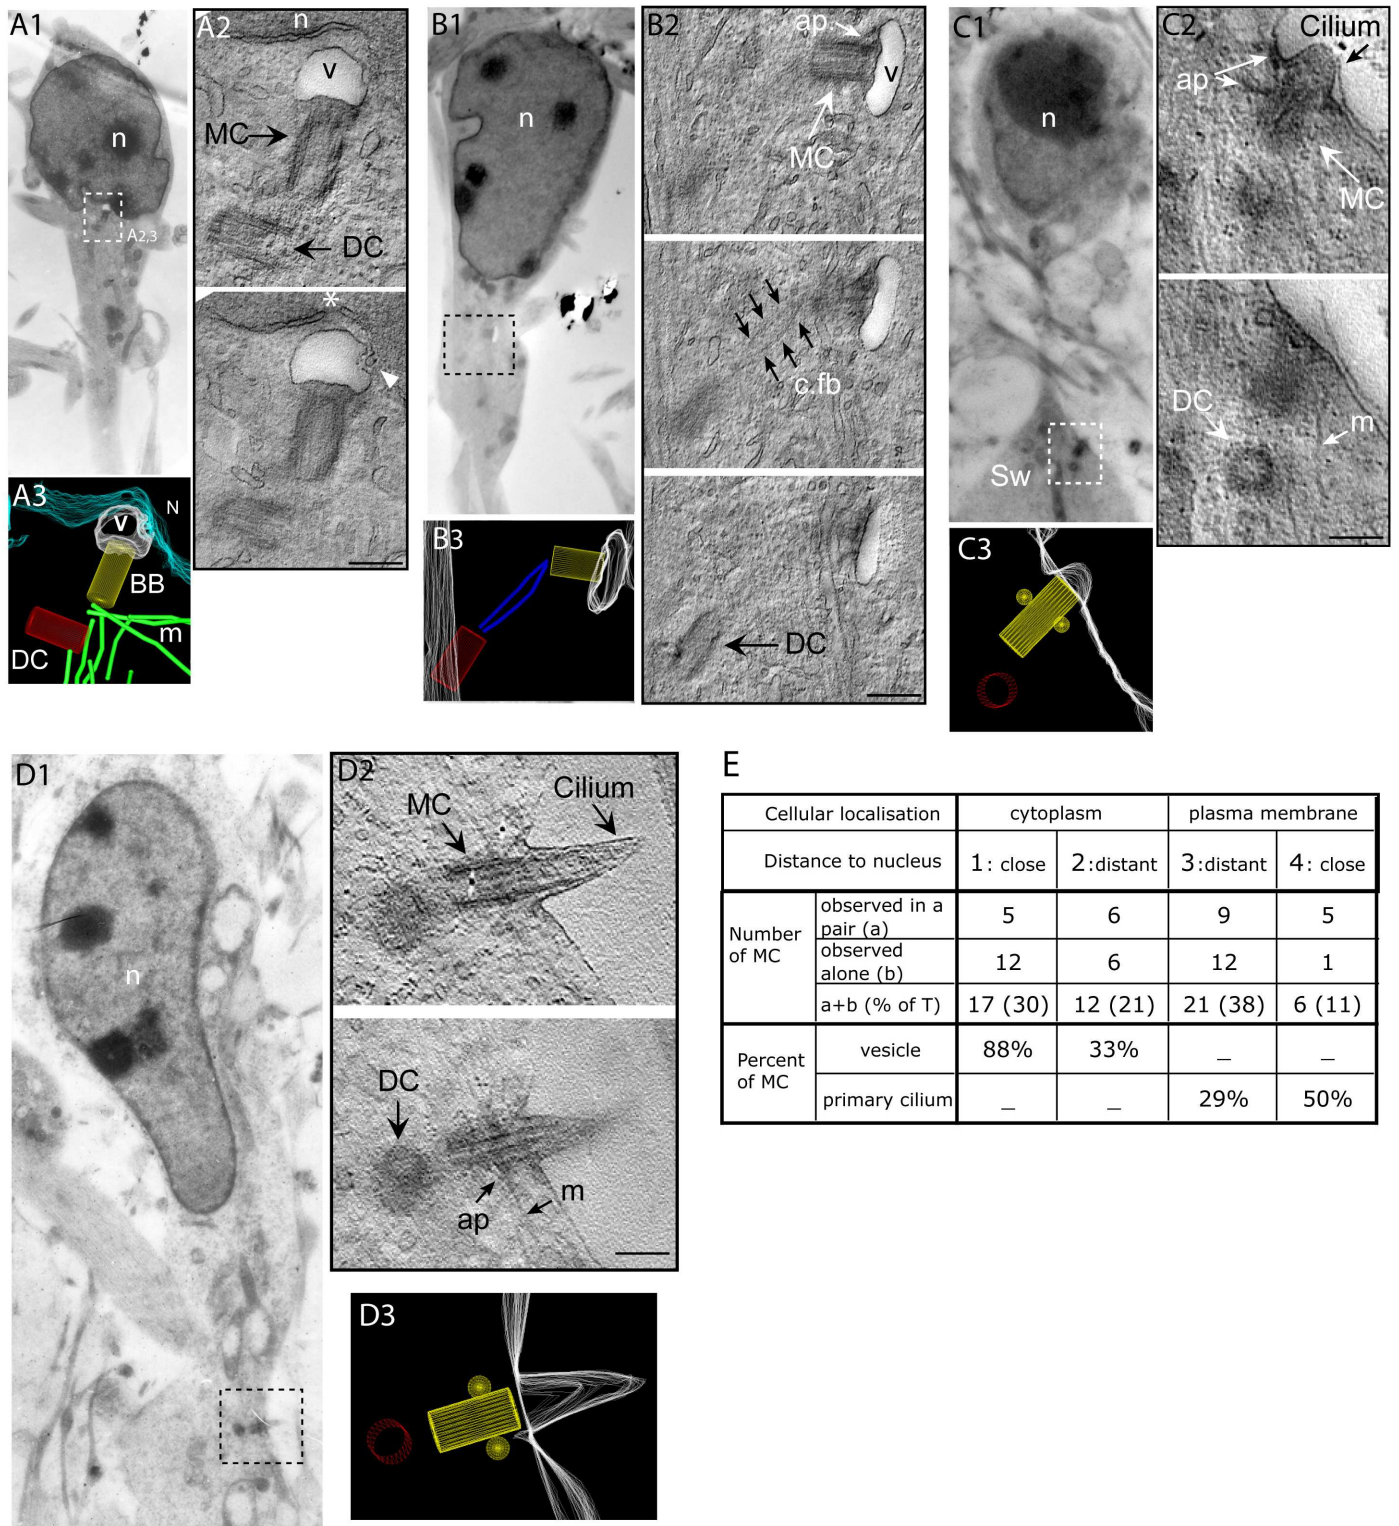 A1
n
A2,3
A2
n
v
MC
DC
*
A3
N
v
BB
m
DC
B1
n
B2
ap
v
MC
c.fb
DC
B3
C1
n
Sw
C2
Cilium
ap
MC
DC
m
C3
D1
n
D2
MC
Cilium
DC
ap
m
D3
E
Cellular localisation cytoplasm plasma membrane
Distance to nucleus 1: close 2:distant 3:distant 4: close
Number of MC observed in a pair (a) 5 6 9 5
observed alone (b) 12 6 12 1
a+b (% of T) 17 (30) 12 (21) 21 (38) 6 (11)
Percent of MC vesicle 88% 33% _ _
primary cilium _ _ 29% 50%